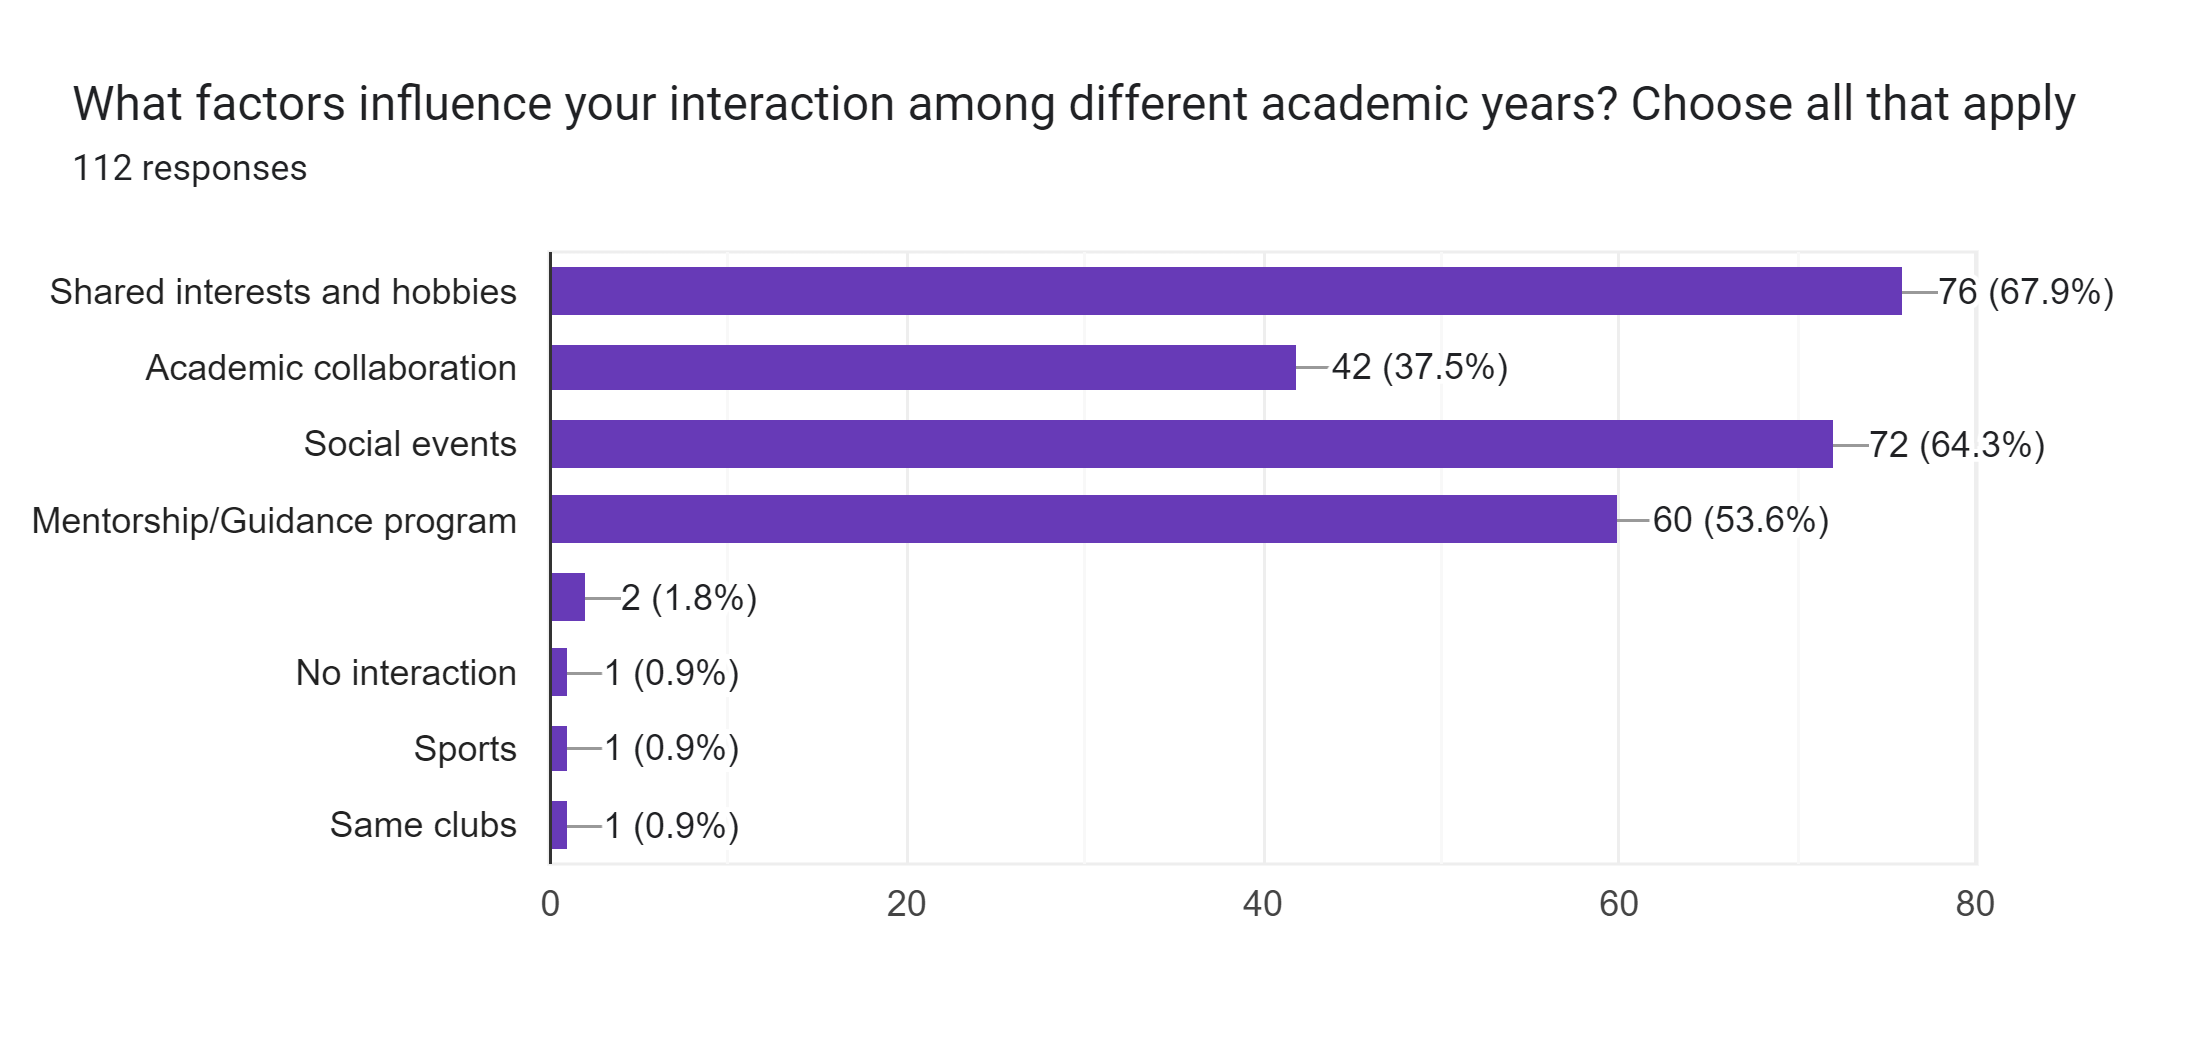 What factors influence your interaction among different academic years? Choose all that apply
112 responses
Shared interests and hobbies 76 (67.9%)
Academic collaboration 42 (37.5%)
Social events 72 (64.3%)
Mentorship/Guidance program 60 (53.6%)
2 (1.8%)
No interaction 1 (0.9%)
Sports 1 (0.9%)
Same clubs 1 (0.9%)
0 20 40 60 80